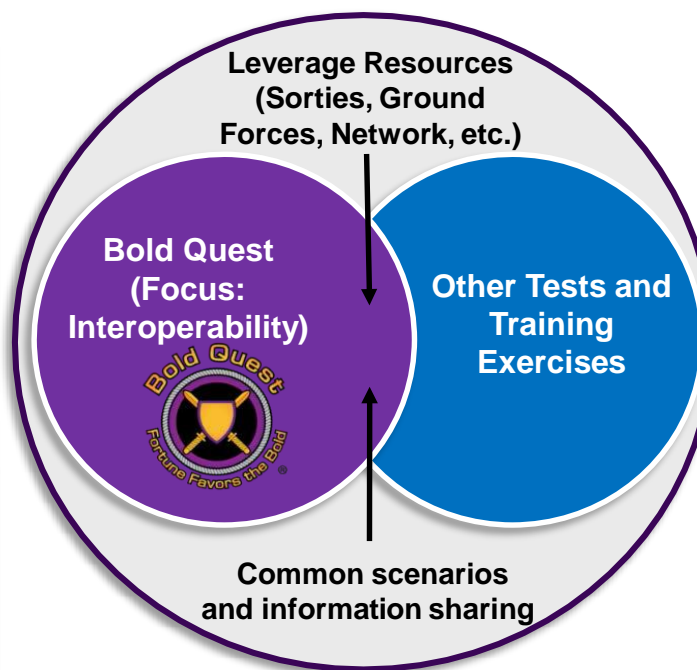 Leverage Resources
(Sorties, Ground
Forces, Network, etc.)
Bold Quest
(Focus:
Interoperability)
Bold Quest
Fortune Favors the Bold
®
Other Tests and
Training
Exercises
Common scenarios
and information sharing